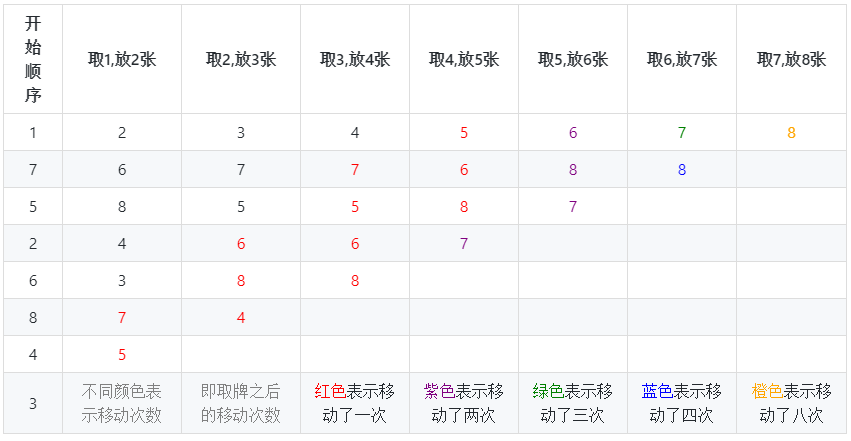 开始顺序 取1,放2张 取2,放3张 取3,放4张 取4,放5张 取5,放6张 取6,放7张 取7,放8张
1 2 3 4 5 6 7 8
7 6 7 7 6 8 8
5 8 5 5 8 7
2 4 6 6 7
6 3 8 8
8 7 4
4 5
3 不同颜色表示移动次数 即取牌之后的移动次数 红色表示移动了一次 紫色表示移动了两次 绿色表示移动了三次 蓝色表示移动了四次 橙色表示移动了八次